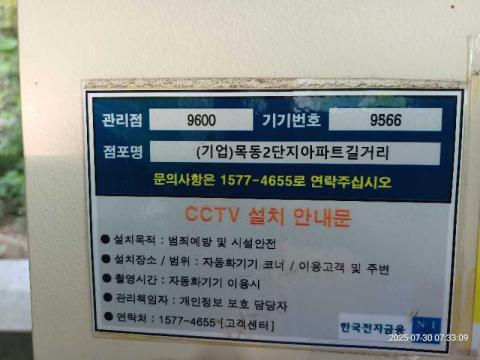 관리점 9600 기기번호 9566
점포명 (기업)목동2단지아파트길거리
문의사항은 1577-4655로 연락주십시오
CCTV 설치 안내문
● 설치목적 : 범죄예방 및 시설안전
● 설치장소 / 범위 : 자동화기기 코너 / 이용고객 및 주변
● 촬영시간 : 자동화기기 이용시
● 관리책임자 : 개인정보 보호 담당자
● 연락처 : 1577-4655 [고객센터]
한국전자금융 NI
2025-07-30 07:33:09